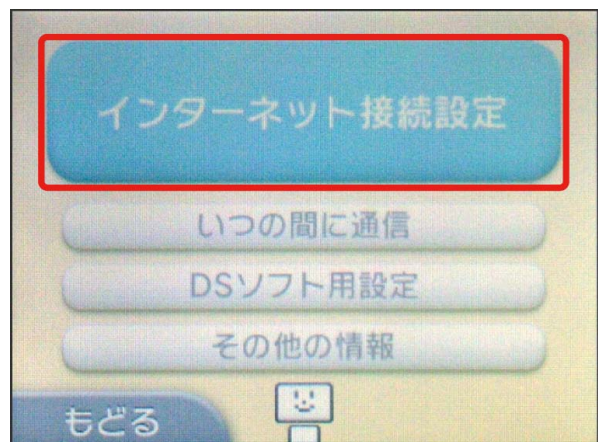 インターネット接続設定
いつの間に通信
DSソフト用設定
その他の情報
もどる